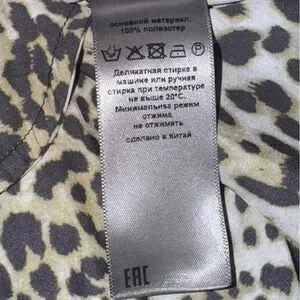 основной материал:
100% полиэстер
Деликатная стирка в
машине или ручная
стирка при температуре
не выше 20°С.
Минимальный режим
отжима,
не отжимать
сделано в Китай
EAC